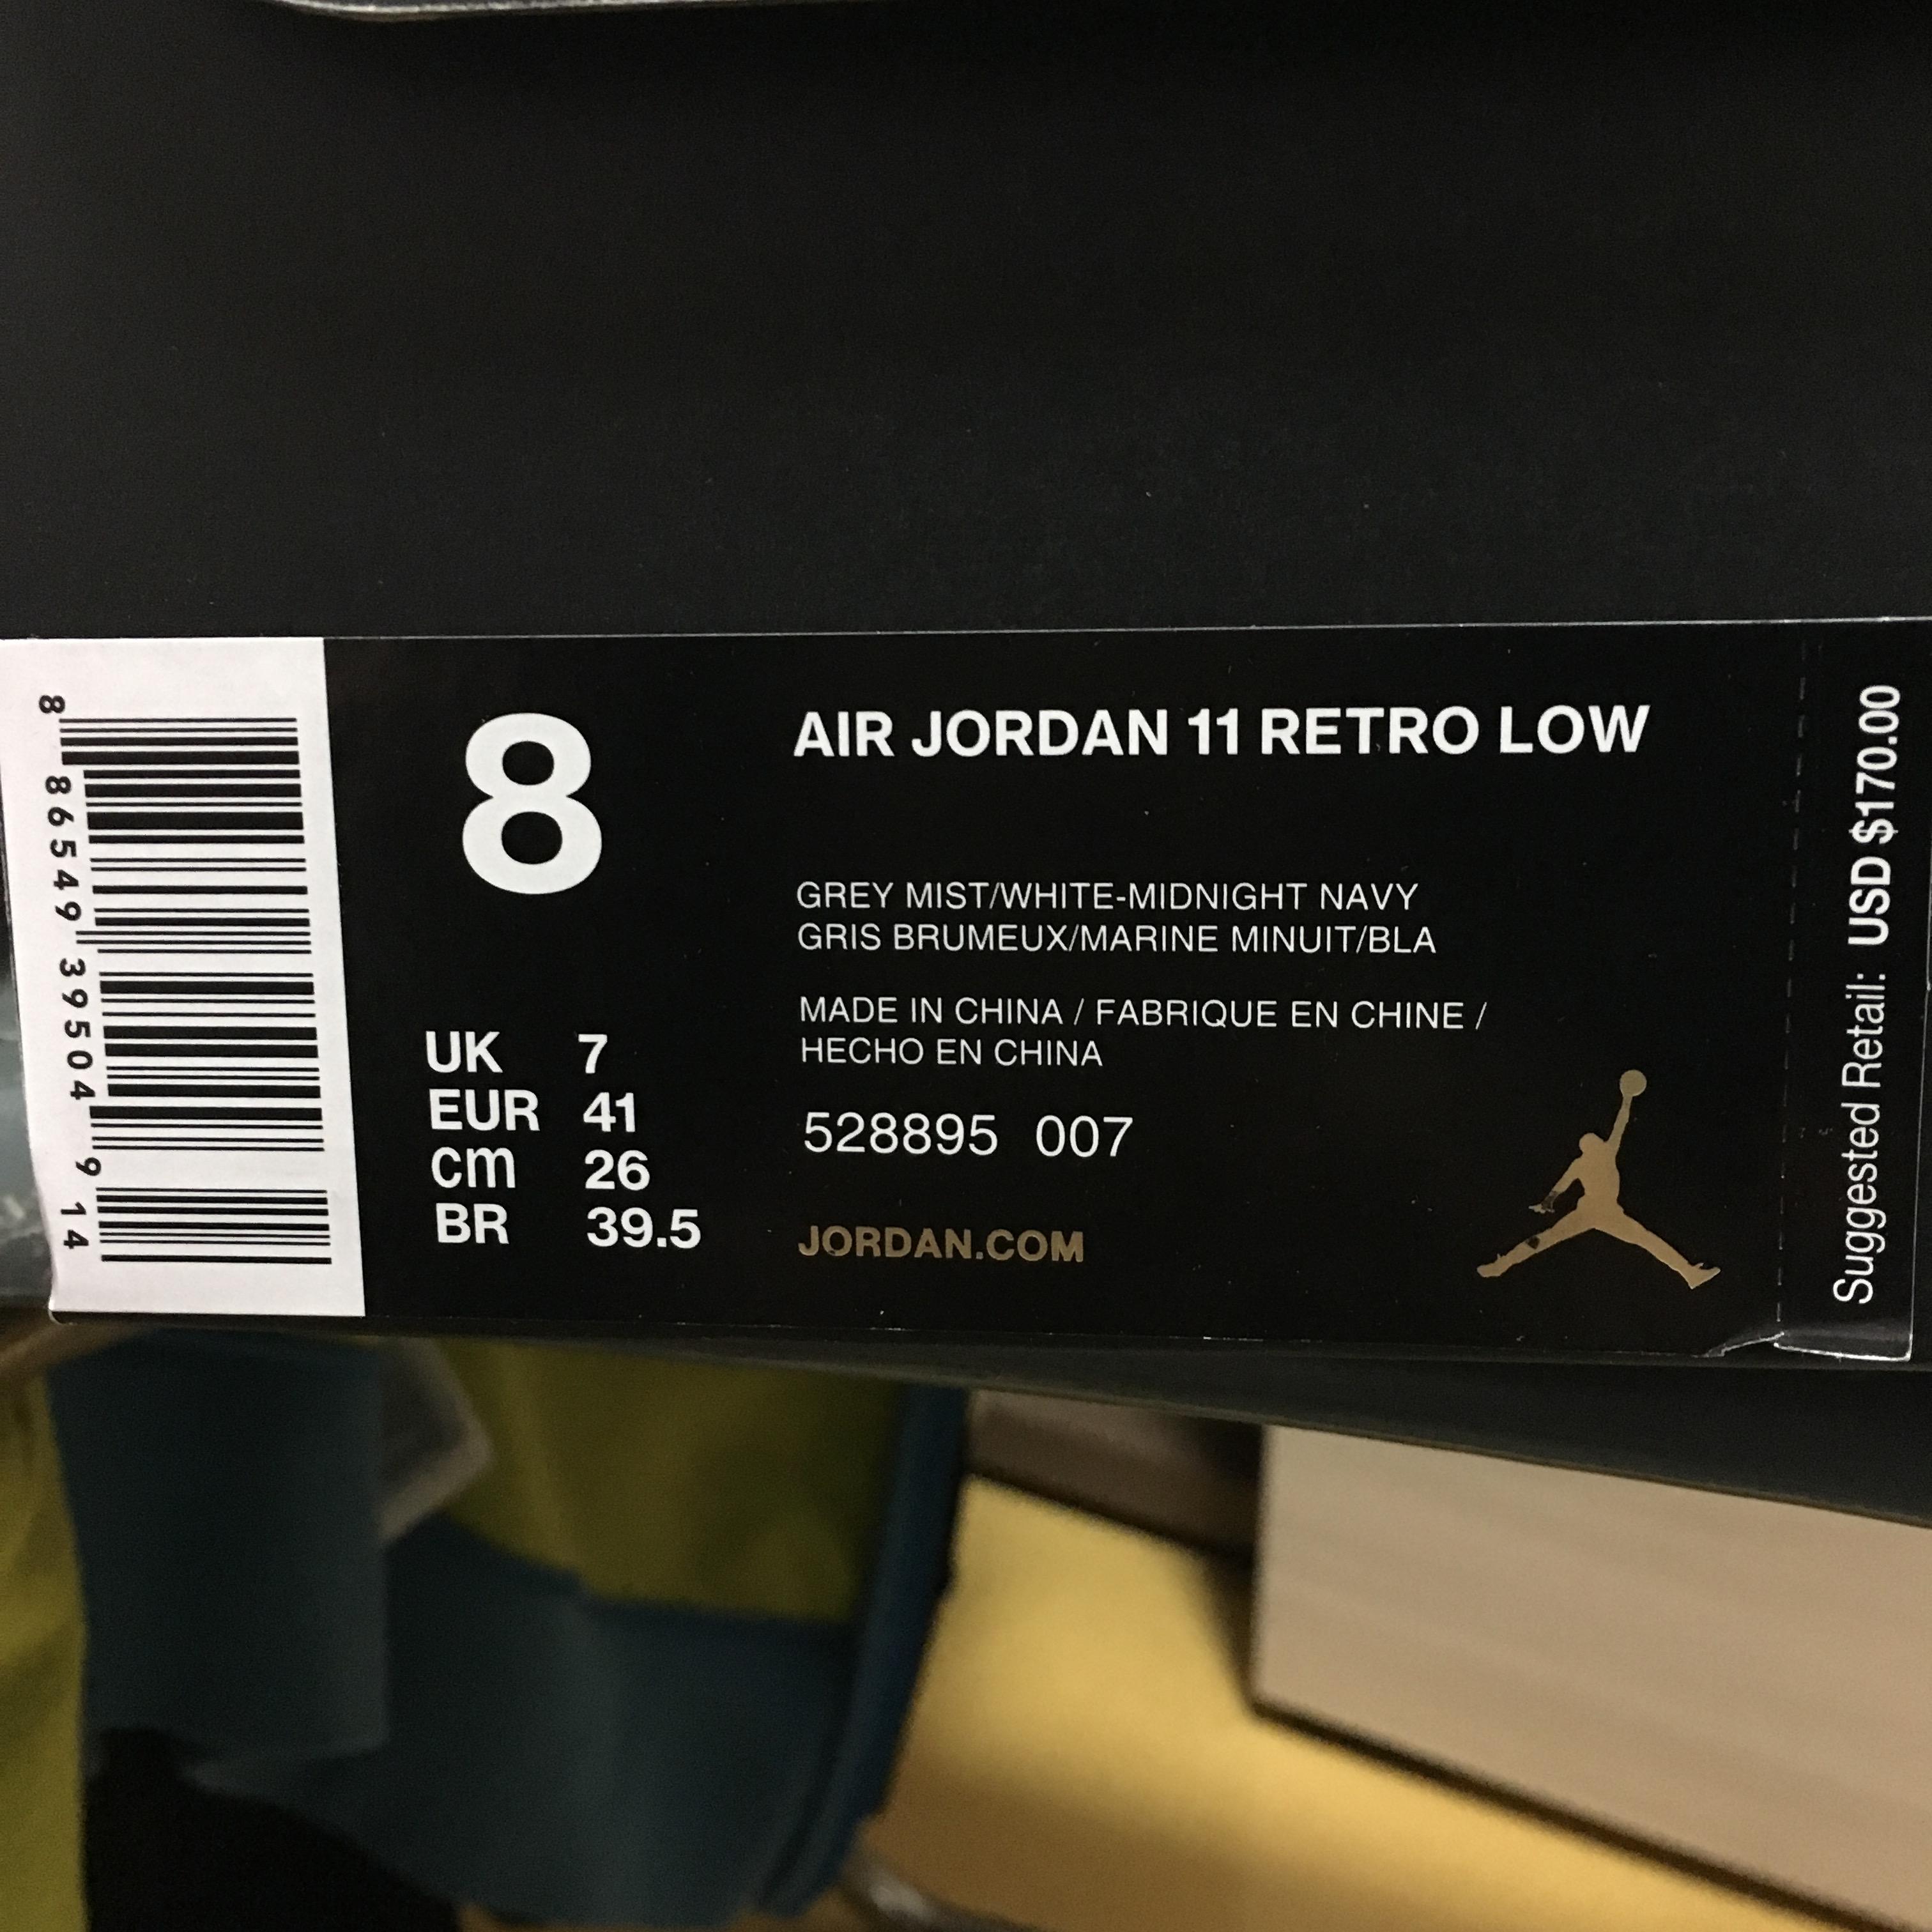 8 86549 39504 9 14
8
UK 7
EUR 41
cm 26
BR 39.5
AIR JORDAN 11 RETRO LOW
GREY MIST/WHITE-MIDNIGHT NAVY
GRIS BRUMEUX/MARINE MINUIT/BLA
MADE IN CHINA / FABRIQUE EN CHINE /
HECHO EN CHINA
528895 007
JORDAN.COM
Suggested Retail: USD $170.00